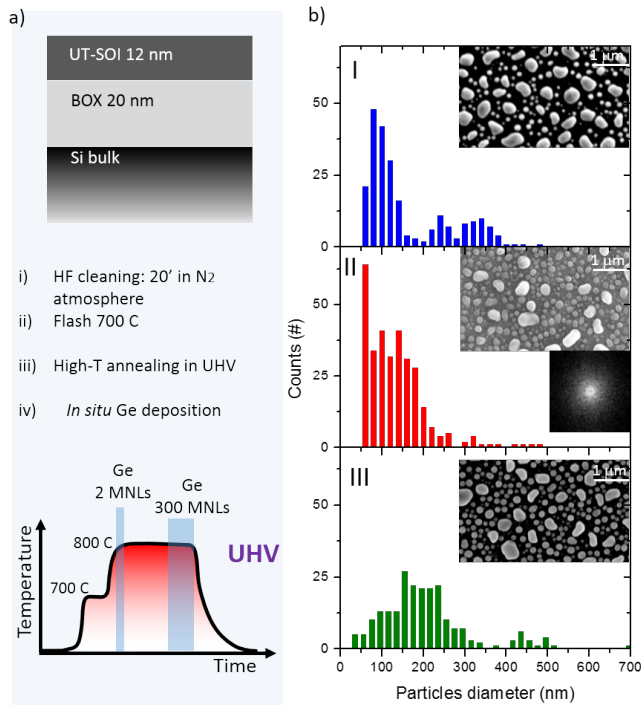 a)
UT-SOI 12 nm
BOX 20 nm
Si bulk
i) HF cleaning: 20' in N2
atmosphere
ii) Flash 700 C
iii) High-T annealing in UHV
iv) In situ Ge deposition
Ge
2 MNLs
Ge
300 MNLs
800 C
UHV
700 C
Temperature
Time
b)
I
1 μm
50
25
0
II
1 μm
50
25
0
Counts (#)
III
1 μm
50
25
0
0 100 200 300 400 500 600 700
Particles diameter (nm)